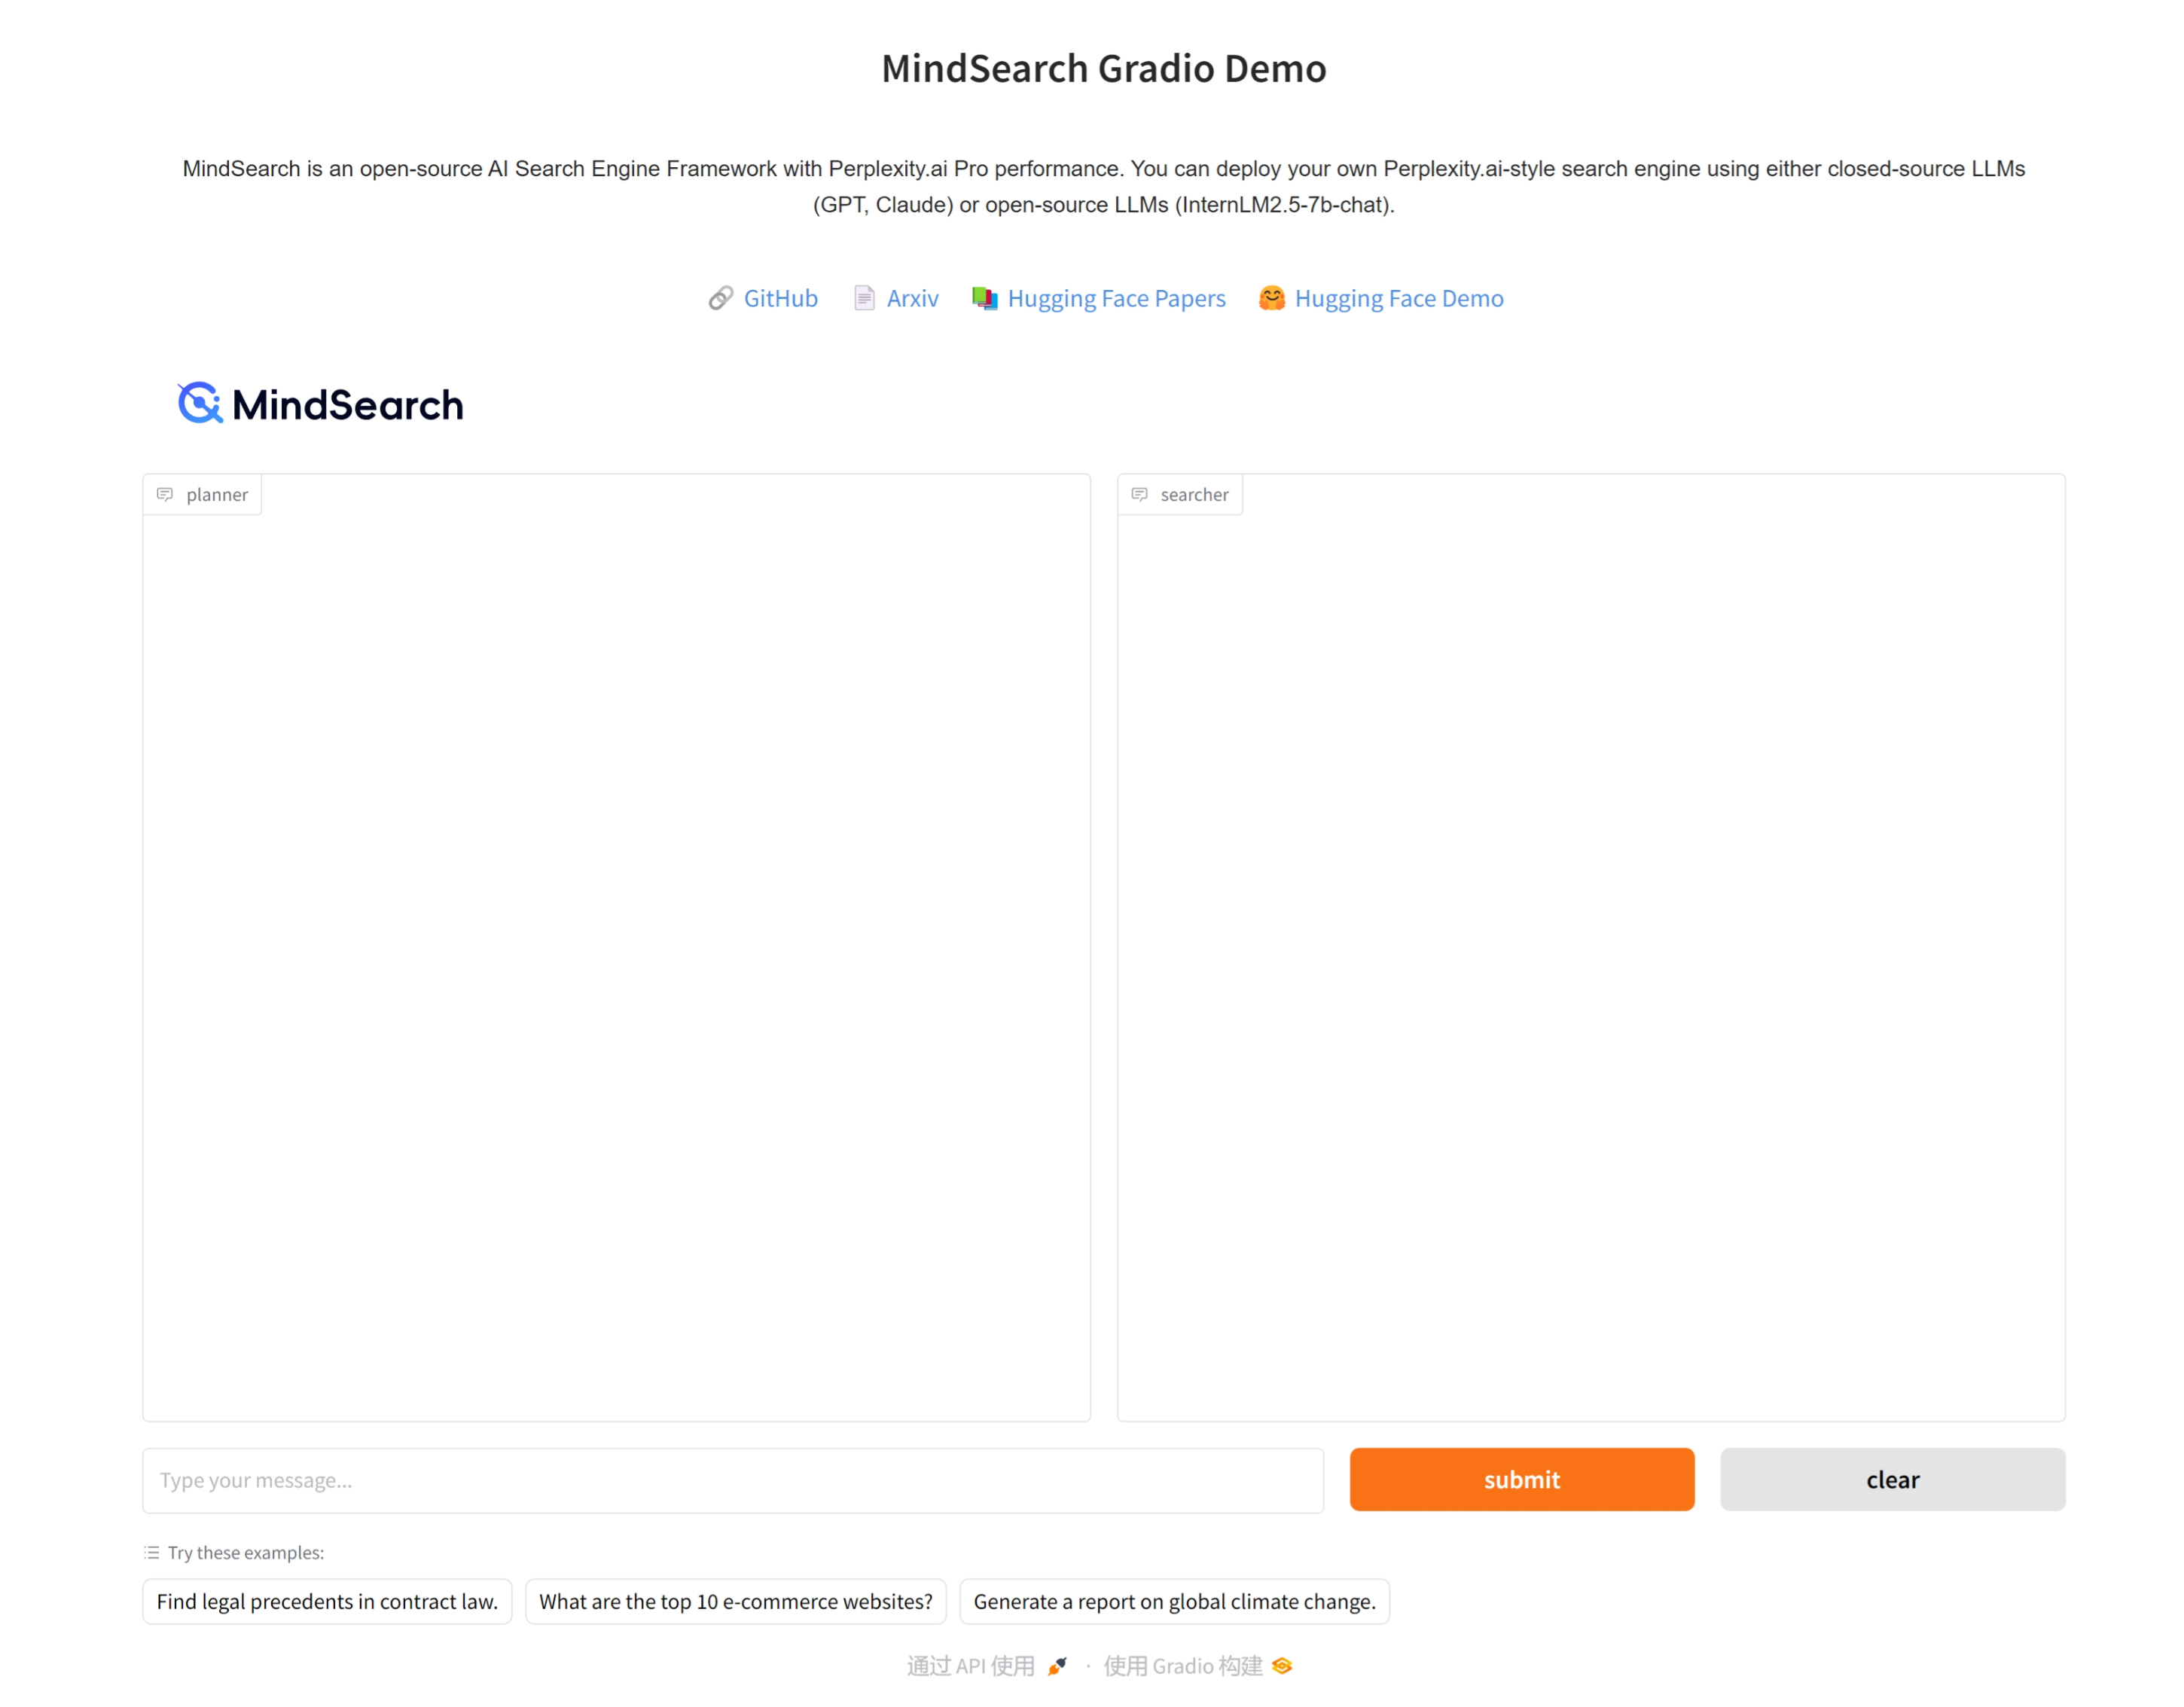 MindSearch Gradio Demo
MindSearch is an open-source AI Search Engine Framework with Perplexity.ai Pro performance. You can deploy your own Perplexity.ai-style search engine using either closed-source LLMs
(GPT, Claude) or open-source LLMs (InternLM2.5-7b-chat).
GitHub Arxiv Hugging Face Papers Hugging Face Demo
MindSearch
planner
searcher
Type your message...
submit
clear
Try these examples:
Find legal precedents in contract law.
What are the top 10 e-commerce websites?
Generate a report on global climate change.
通过 API 使用 · 使用 Gradio 构建